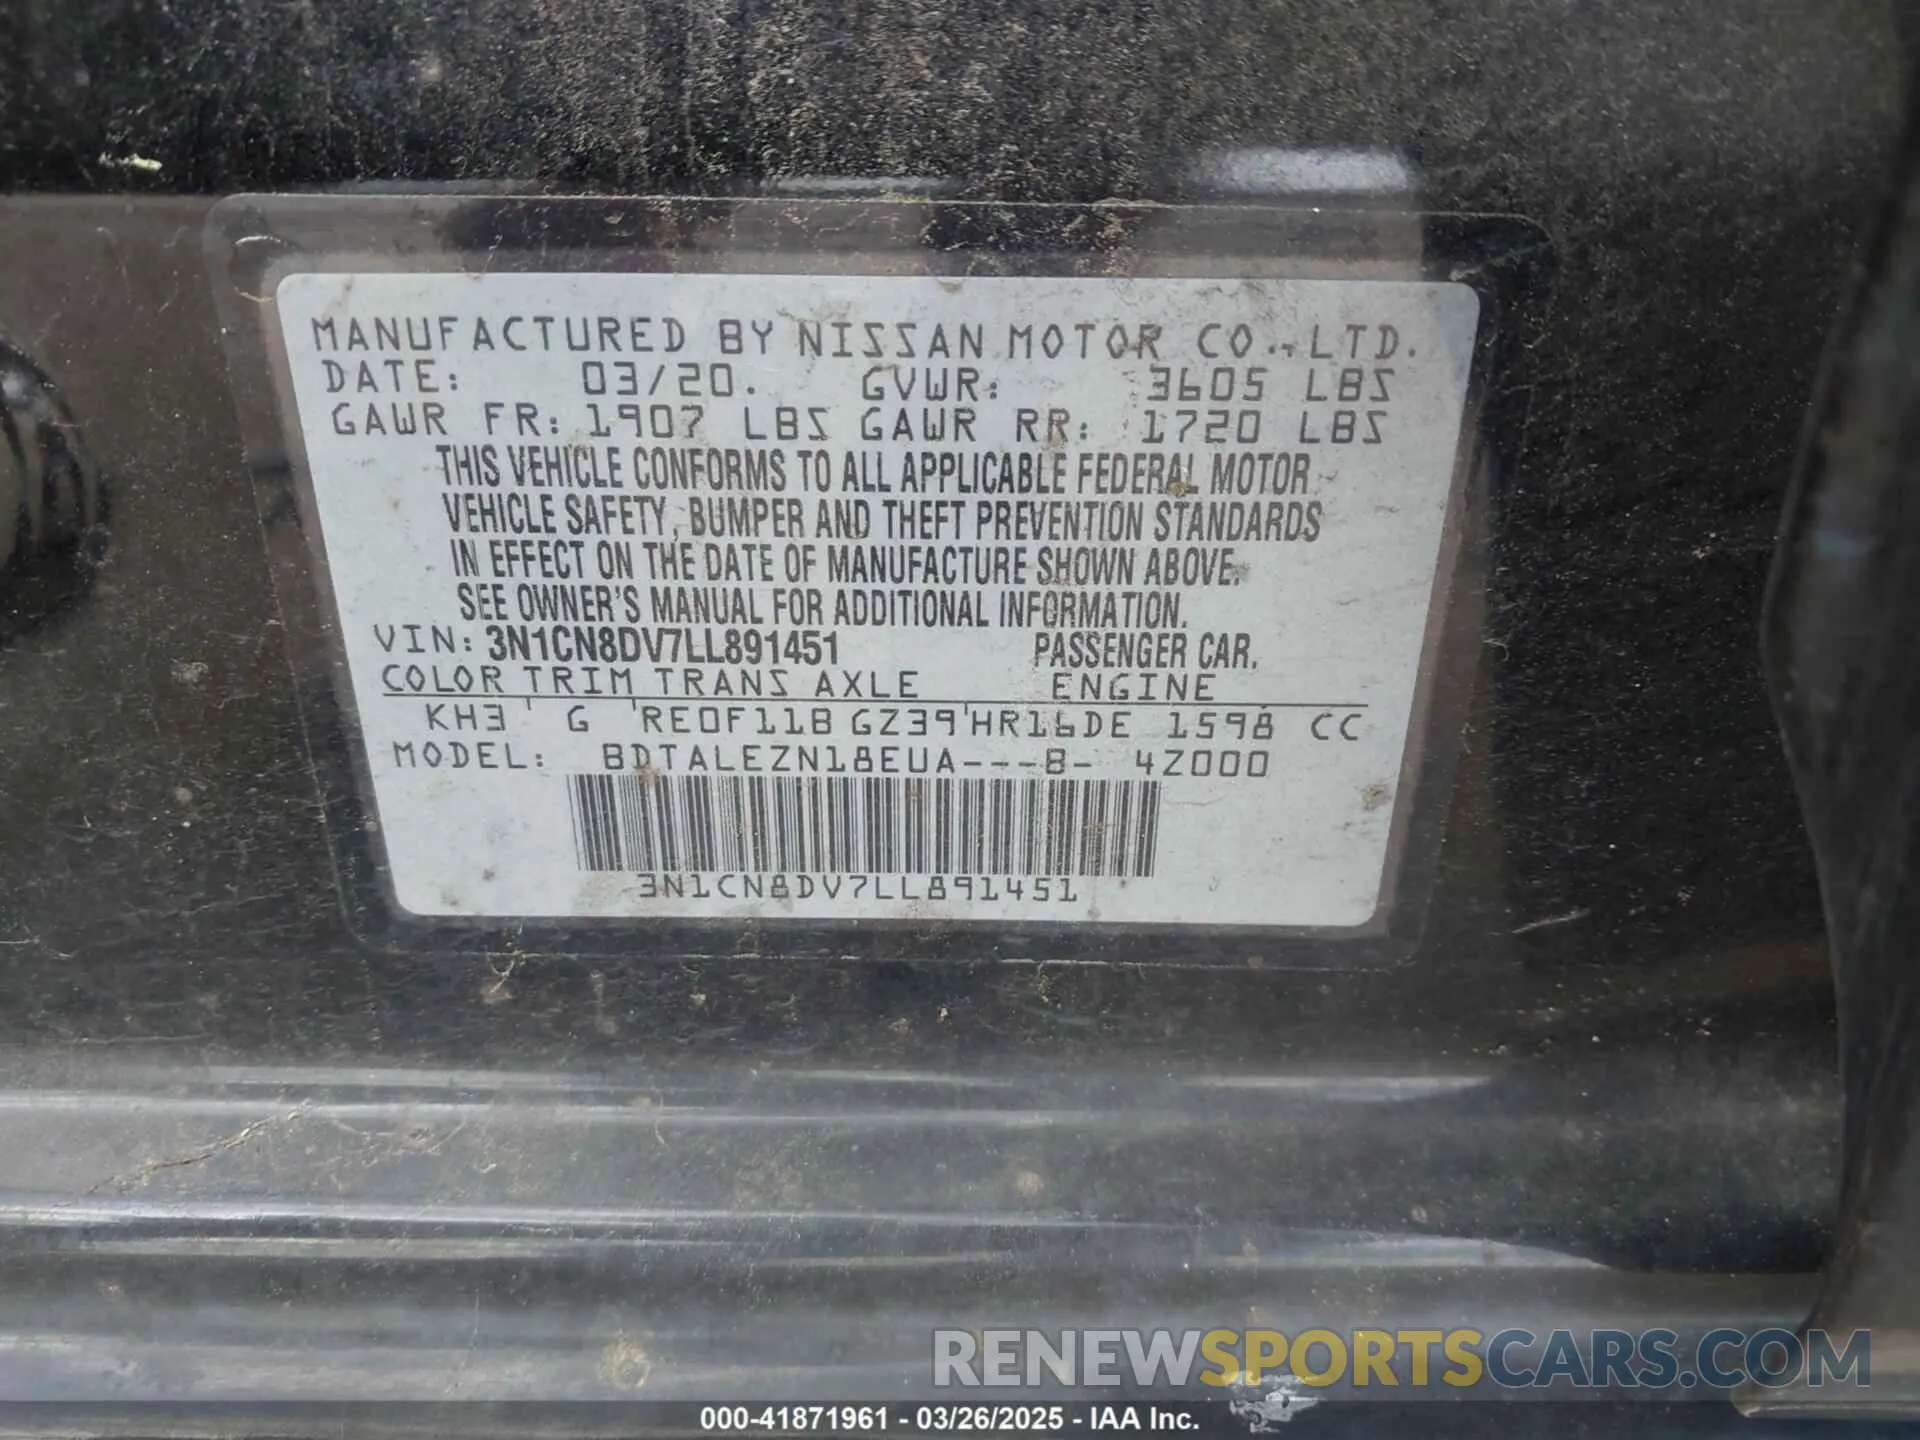 MANUFACTURED BY NISSAN MOTOR CO., LTD.
DATE: 03/20. GVWR: 3605 LBS
GAWR FR: 1907 LBS GAWR RR: 1720 LBS
THIS VEHICLE CONFORMS TO ALL APPLICABLE FEDERAL MOTOR
VEHICLE SAFETY, BUMPER AND THEFT PREVENTION STANDARDS
IN EFFECT ON THE DATE OF MANUFACTURE SHOWN ABOVE.
SEE OWNER'S MANUAL FOR ADDITIONAL INFORMATION.
VIN: 3N1CN8DV7LL891451 PASSENGER CAR.
COLOR TRIM TRANS AXLE ENGINE
KH3 ' G ' RE0F11B GZ39 ' HR16DE 1598 CC
MODEL: BDTALEZN18EUA---B- 4Z000
3N1CN8DV7LL891451
RENEWSPORTSCARS.COM
000-41871961 - 03/26/2025 - IAA Inc.